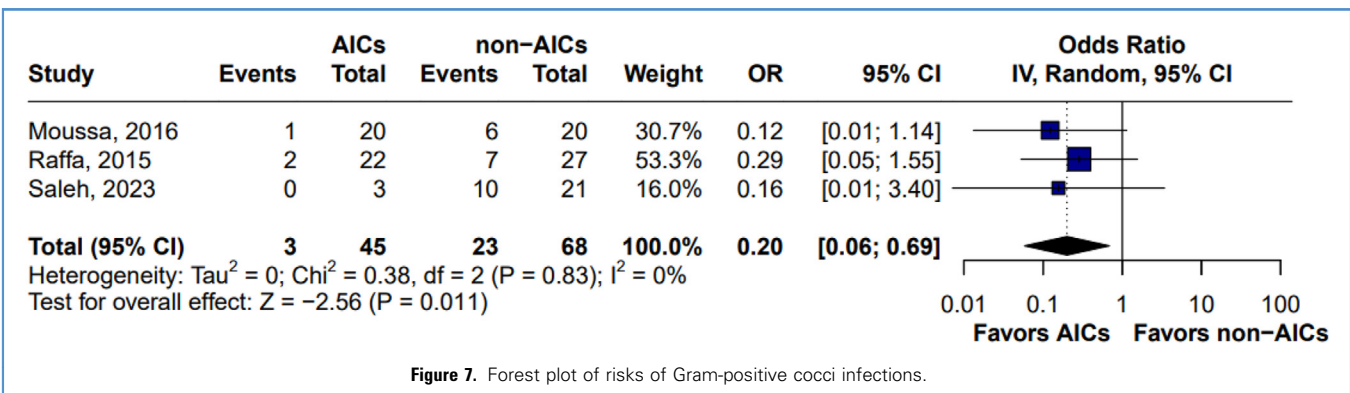 AICs non−AICs Odds Ratio
Study Events Total Events Total Weight OR 95% CI IV, Random, 95% CI
Moussa, 2016 1 20 6 20 30.7% 0.12 [0.01; 1.14]
Raffa, 2015 2 22 7 27 53.3% 0.29 [0.05; 1.55]
Saleh, 2023 0 3 10 21 16.0% 0.16 [0.01; 3.40]
Total (95% CI) 3 45 23 68 100.0% 0.20 [0.06; 0.69]
Heterogeneity: Tau² = 0; Chi² = 0.38, df = 2 (P = 0.83); I² = 0%
Test for overall effect: Z = −2.56 (P = 0.011)
0.01 0.1 1 10 100
Favors AICs Favors non−AICs
Figure 7. Forest plot of risks of Gram-positive cocci infections.